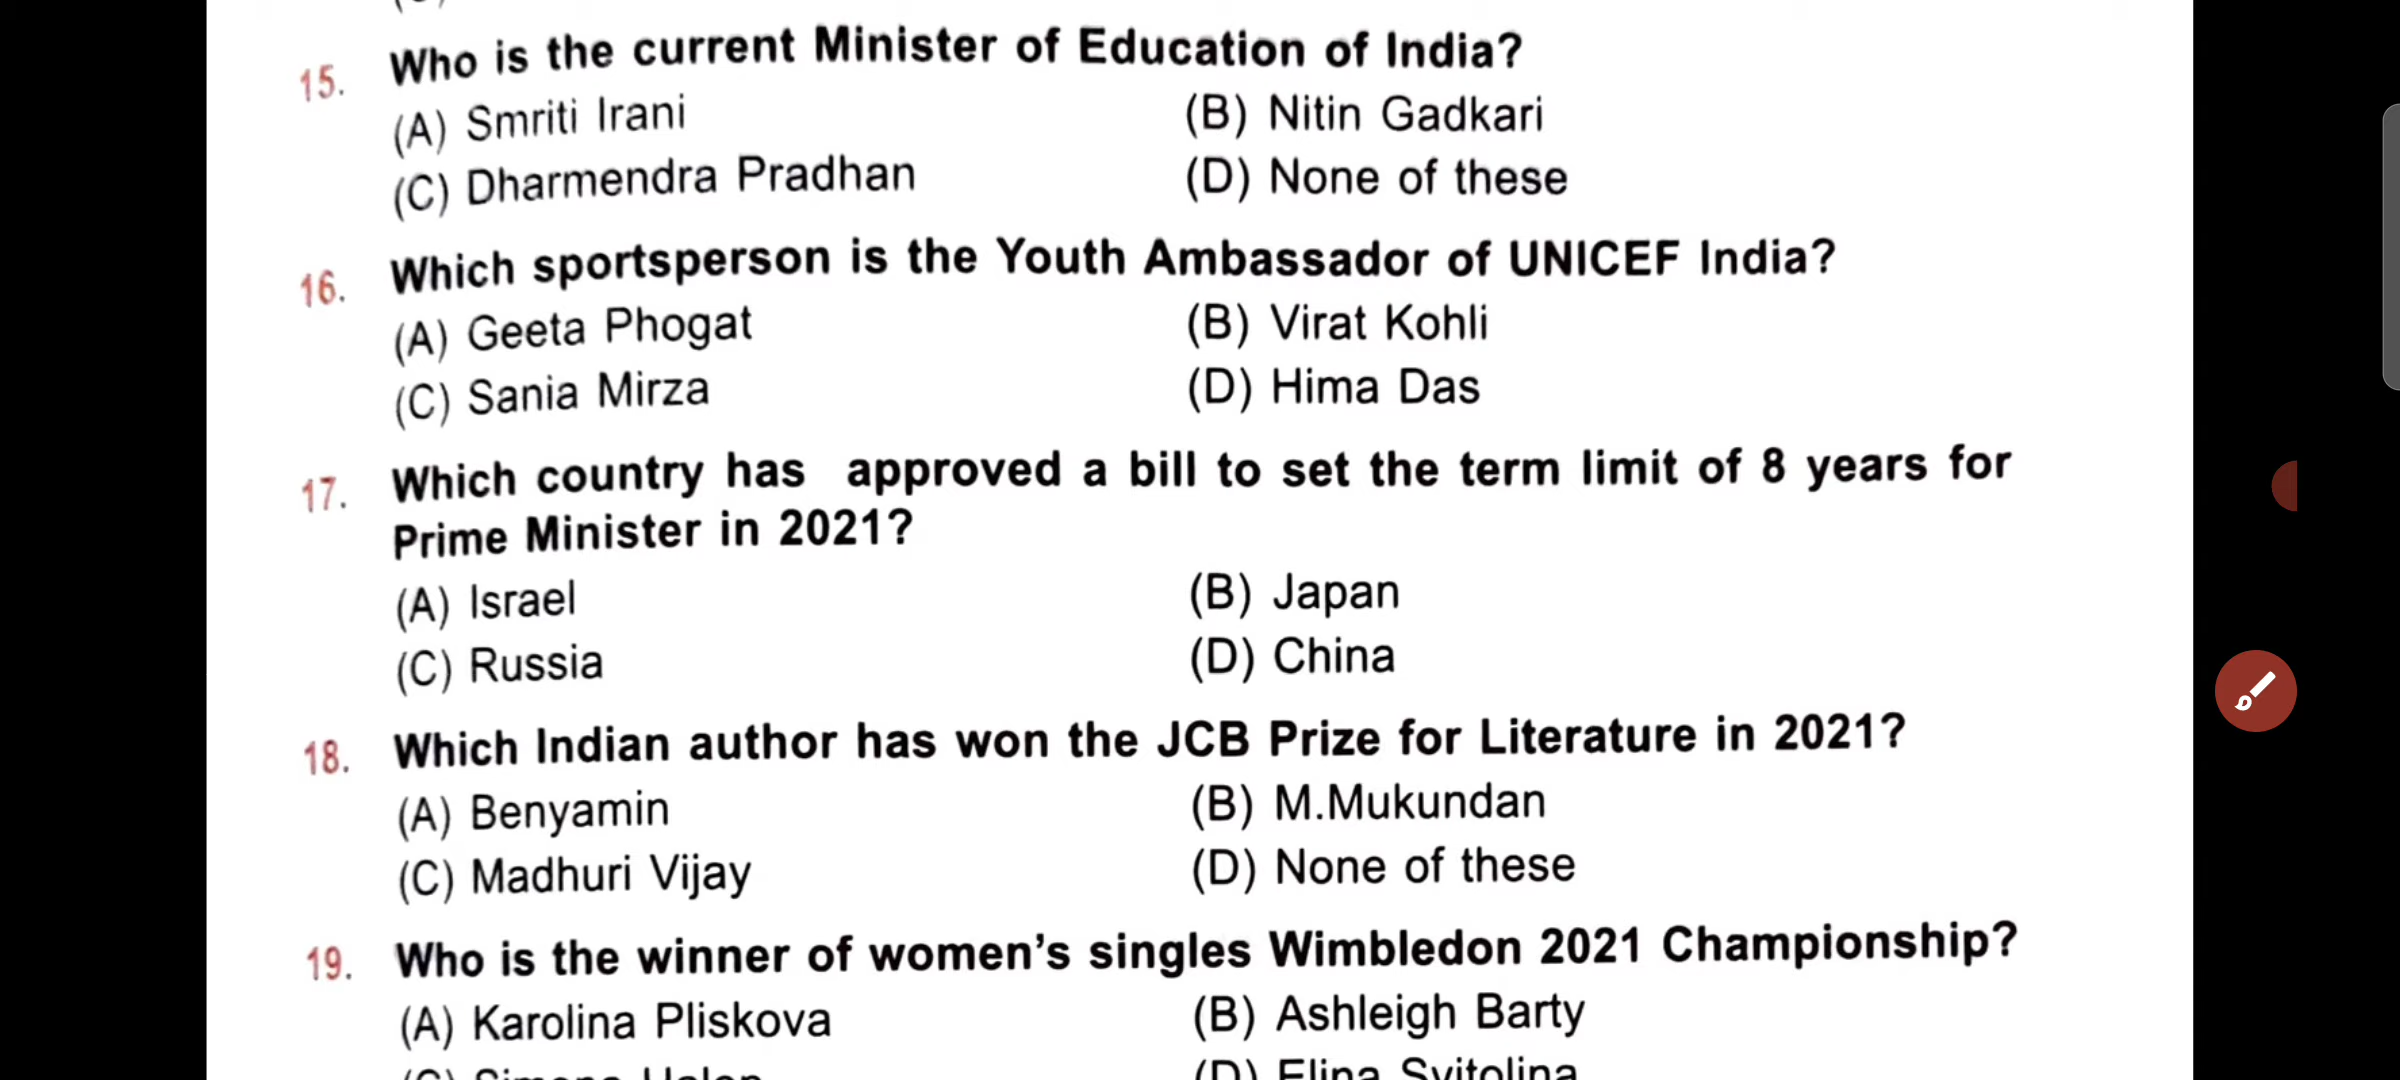 15. Who is the current Minister of Education of India?
(A) Smriti Irani (B) Nitin Gadkari
(C) Dharmendra Pradhan (D) None of these
16. Which sportsperson is the Youth Ambassador of UNICEF India?
(A) Geeta Phogat (B) Virat Kohli
(C) Sania Mirza (D) Hima Das
17. Which country has approved a bill to set the term limit of 8 years for
Prime Minister in 2021?
(A) Israel (B) Japan
(C) Russia (D) China
18. Which Indian author has won the JCB Prize for Literature in 2021?
(A) Benyamin (B) M.Mukundan
(C) Madhuri Vijay (D) None of these
19. Who is the winner of women's singles Wimbledon 2021 Championship?
(A) Karolina Pliskova (B) Ashleigh Barty
(C) Simona Halep (D) Elina Svitolina